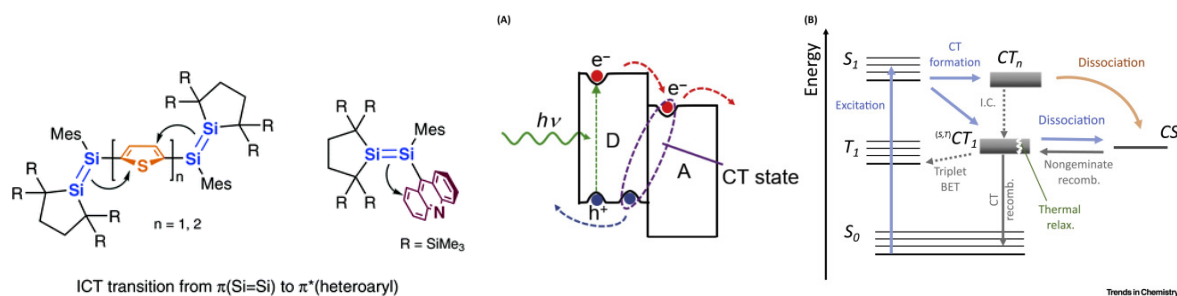 R
R
Si
R
R
Mes
Si
S
n
Si
Si
Mes
R
R
R
R
n = 1, 2
R
R
Mes
Si
Si
R
R
N
R = SiMe₃
ICT transition from π(Si=Si) to π*(heteroaryl)
(A)
e⁻
e⁻
hν
D
A
CT state
h⁺
(B)
Energy
S₁
CT
formation
CTₙ
Dissociation
Excitation
I.C.
(S,T)CT₁
Dissociation
CS
T₁
Triplet
BET
Nongeminate
recomb.
CT
recomb.
Thermal
relax.
S₀
Trends in Chemistry